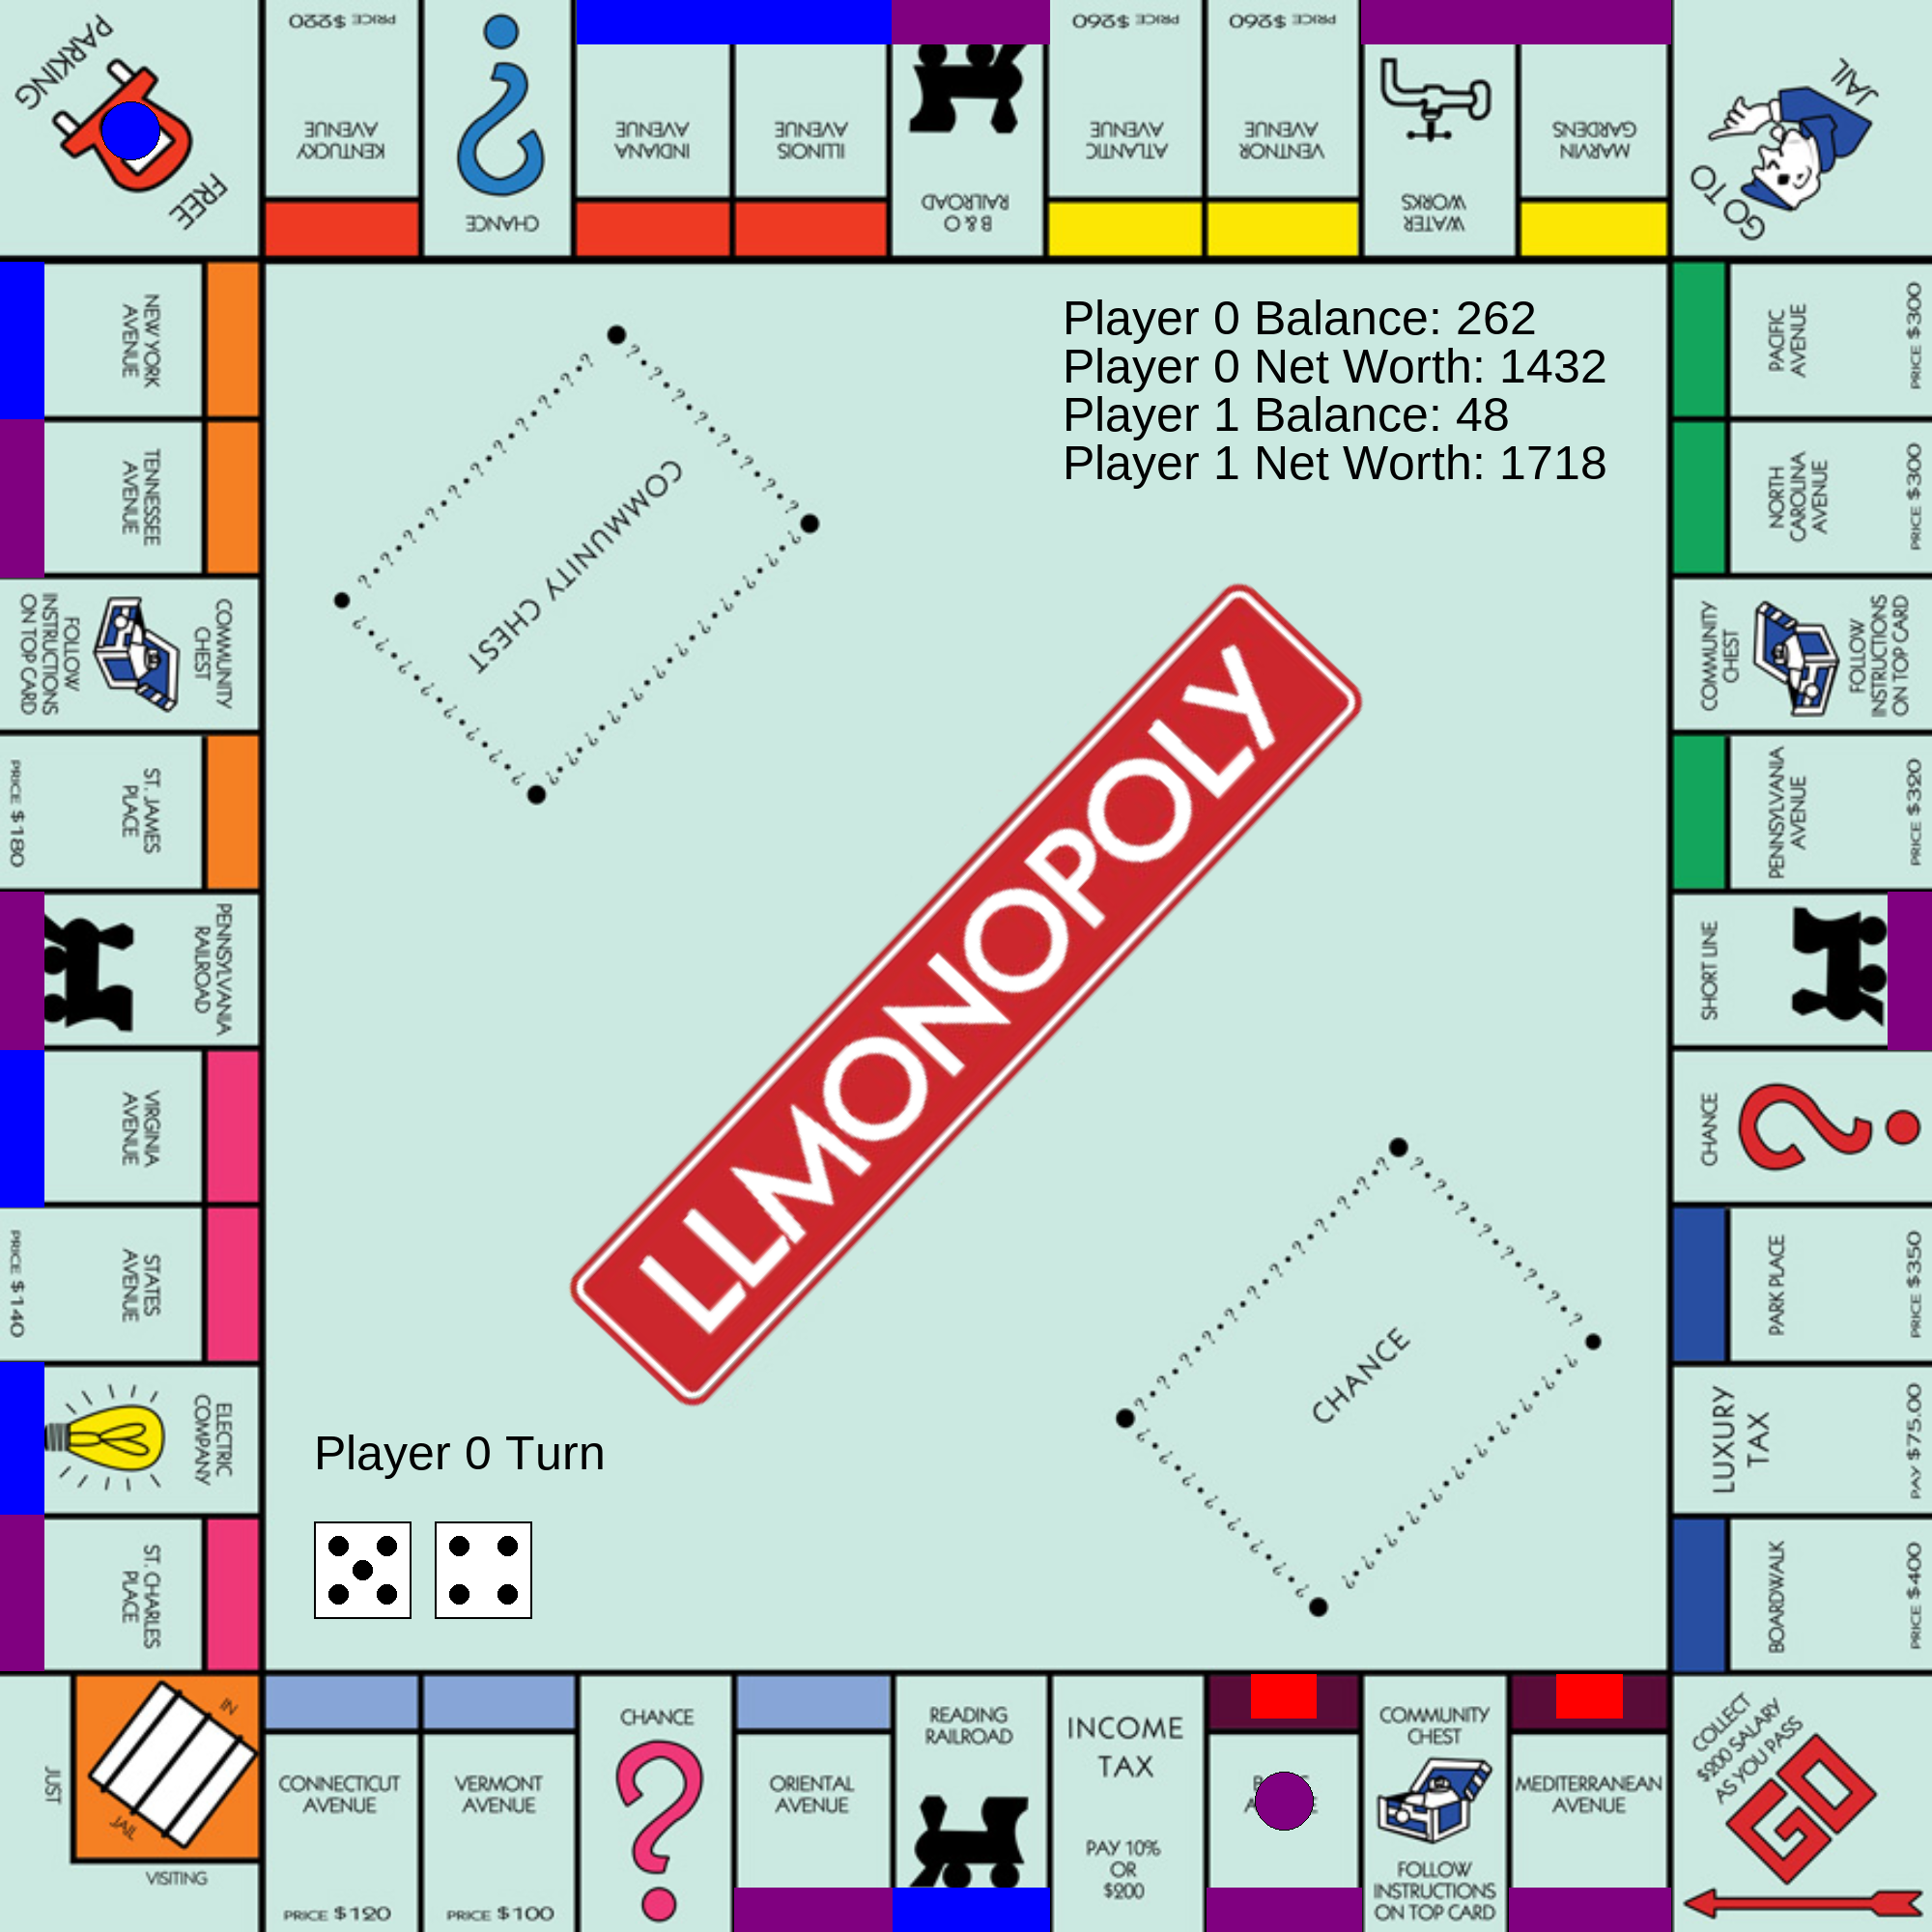 PARKING
FREE
PRICE $220
KENTUCKY
AVENUE
CHANCE
INDIANA
AVENUE
ILLINOIS
AVENUE
B & O
RAILROAD
PRICE $260
ATLANTIC
AVENUE
PRICE $260
VENTNOR
AVENUE
WATER
WORKS
MARVIN
GARDENS
GO TO
JAIL
NEW YORK
AVENUE
TENNESSEE
AVENUE
COMMUNITY
CHEST
FOLLOW
INSTRUCTIONS
ON TOP CARD
ST. JAMES
PLACE
PRICE $180
PENNSYLVANIA
RAILROAD
VIRGINIA
AVENUE
STATES
AVENUE
PRICE $140
ELECTRIC
COMPANY
ST. CHARLES
PLACE
Player 0 Balance: 262
Player 0 Net Worth: 1432
Player 1 Balance: 48
Player 1 Net Worth: 1718
COMMUNITY CHEST
LLMONOPOLY
CHANCE
Player 0 Turn
PACIFIC
AVENUE
PRICE $300
NORTH
CAROLINA
AVENUE
PRICE $300
COMMUNITY
CHEST
FOLLOW
INSTRUCTIONS
ON TOP CARD
PENNSYLVANIA
AVENUE
PRICE $320
SHORT LINE
CHANCE
PARK PLACE
PRICE $350
LUXURY
TAX
PAY $75.00
BOARDWALK
PRICE $400
JUST
VISITING
IN
JAIL
CONNECTICUT
AVENUE
PRICE $120
VERMONT
AVENUE
PRICE $100
CHANCE
ORIENTAL
AVENUE
READING
RAILROAD
INCOME
TAX
PAY 10%
OR
$200
COMMUNITY
CHEST
FOLLOW
INSTRUCTIONS
ON TOP CARD
MEDITERRANEAN
AVENUE
COLLECT
$200 SALARY
AS YOU PASS
GO